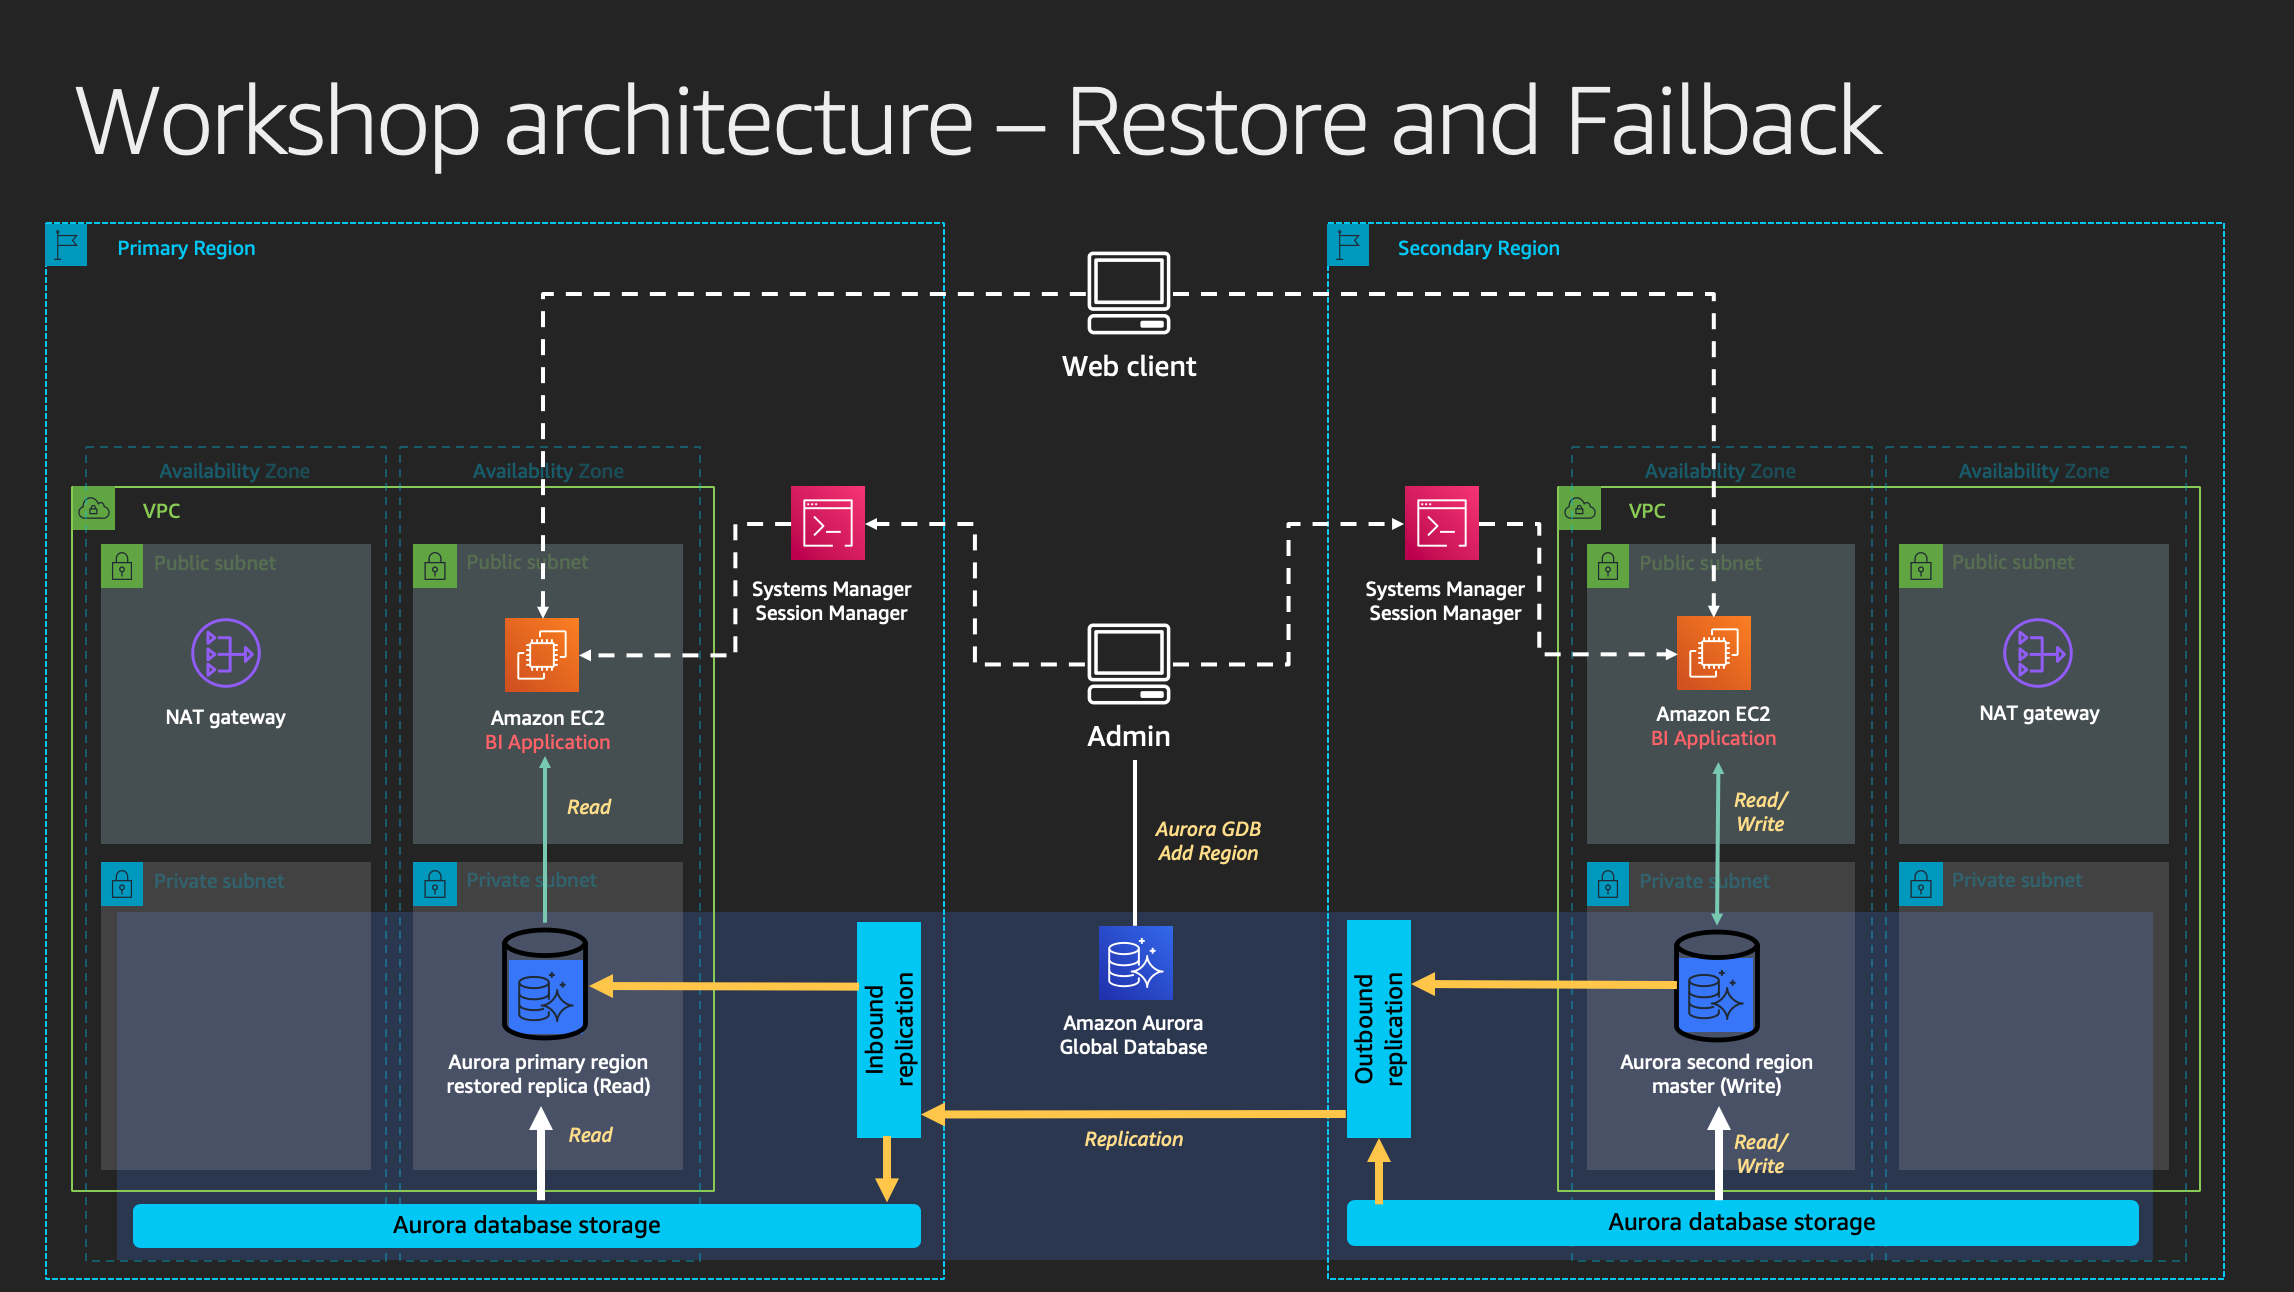 Workshop architecture – Restore and Failback
Primary Region
Secondary Region
Web client
Availability Zone
Availability Zone
Availability Zone
Availability Zone
VPC
VPC
Public subnet
Public subnet
Public subnet
Public subnet
Systems Manager
Session Manager
Systems Manager
Session Manager
NAT gateway
Amazon EC2
BI Application
Admin
Amazon EC2
BI Application
NAT gateway
Read
Aurora GDB
Add Region
Read/
Write
Private subnet
Private subnet
Private subnet
Private subnet
Inbound
replication
Amazon Aurora
Global Database
Outbound
replication
Aurora primary region
restored replica (Read)
Aurora second region
master (Write)
Read
Replication
Read/
Write
Aurora database storage
Aurora database storage